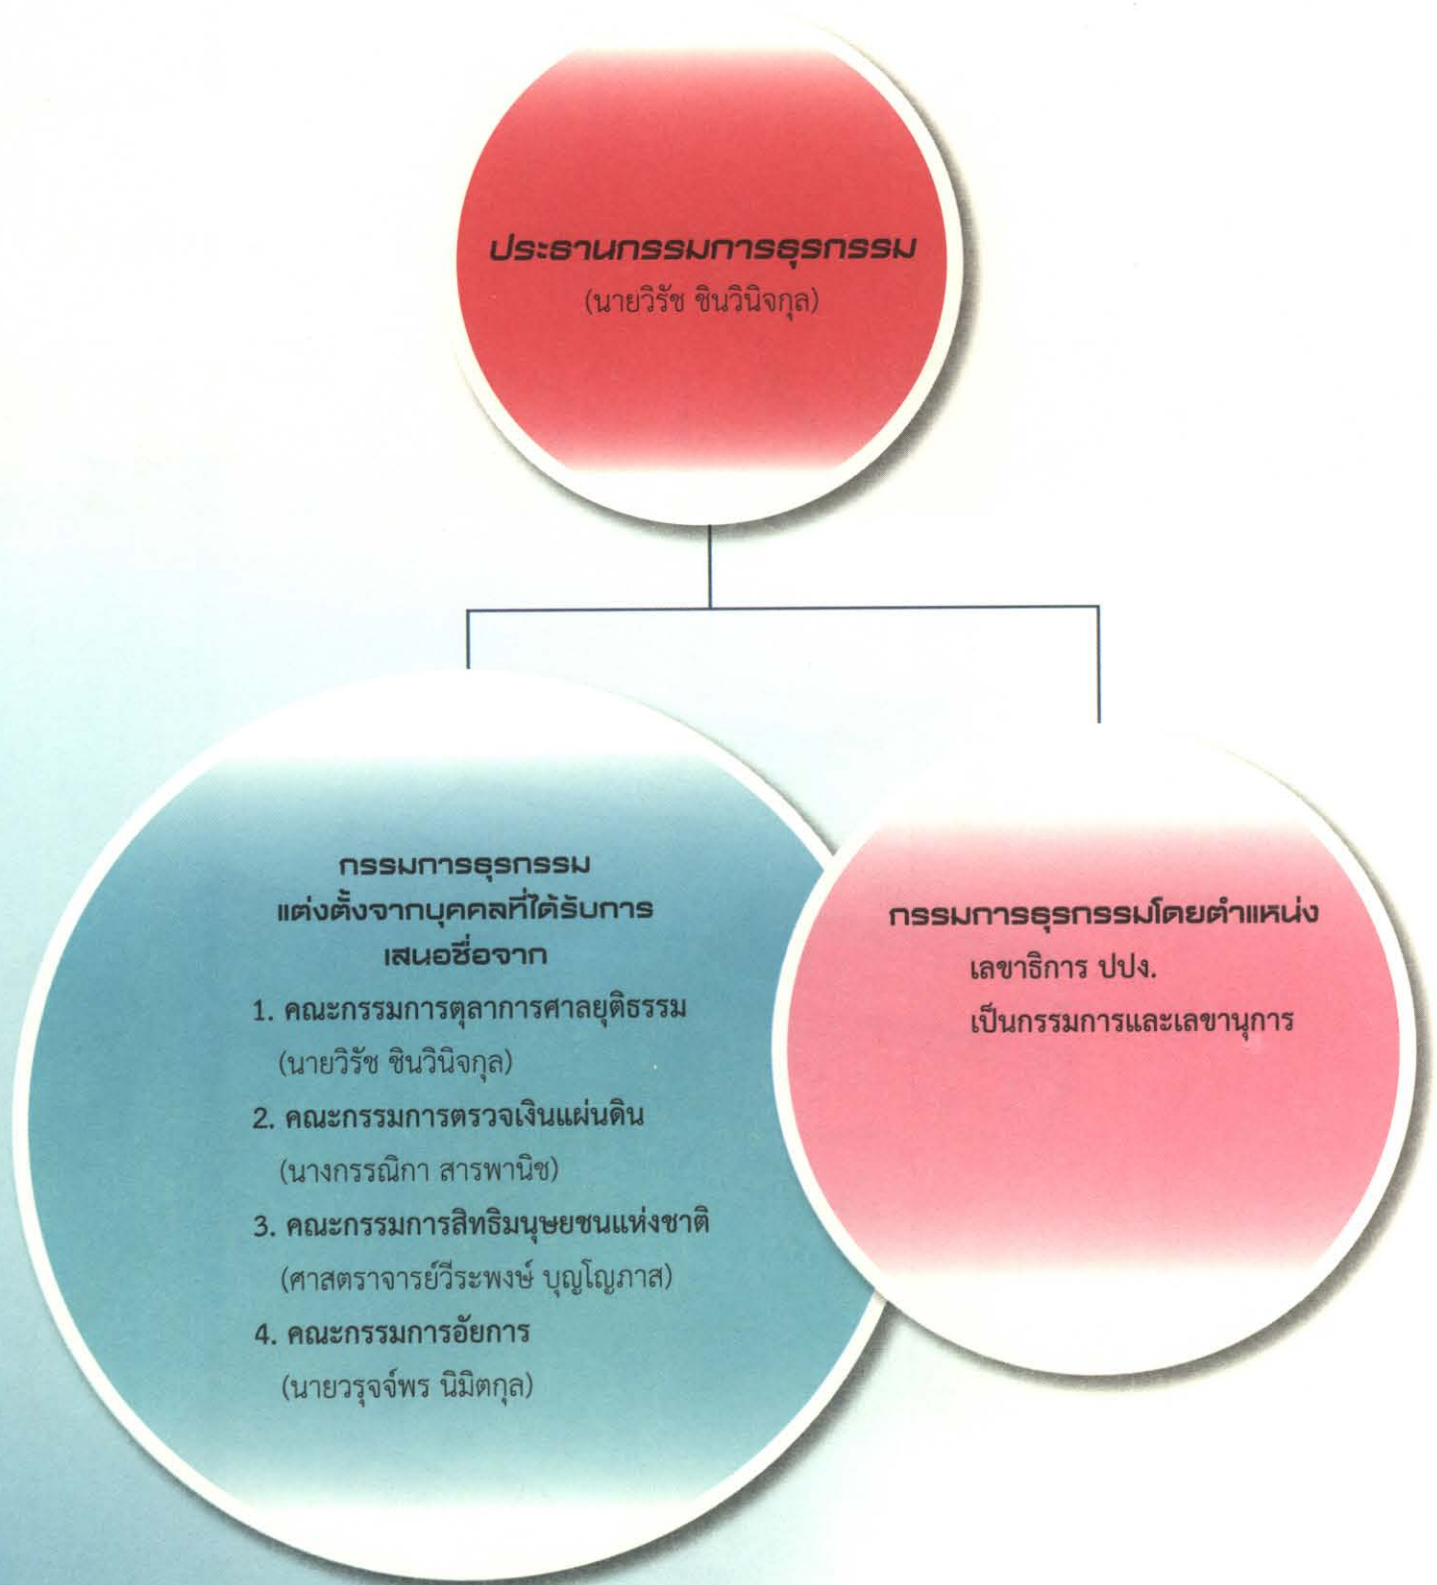 ประธานกรรมการธุรกรรม
(นายวิรัช ชินวินิจกุล)
กรรมการธุรกรรม
แต่งตั้งจากบุคคลที่ได้รับการ
เสนอชื่อจาก
1. คณะกรรมการตุลาการศาลยุติธรรม
(นายวิรัช ชินวินิจกุล)
2. คณะกรรมการตรวจเงินแผ่นดิน
(นางกรรณิกา สารพานิช)
3. คณะกรรมการสิทธิมนุษยชนแห่งชาติ
(ศาสตราจารย์วีระพงษ์ บุญโญภาส)
4. คณะกรรมการอัยการ
(นายวรุจจ์พร นิมิตกุล)
กรรมการธุรกรรมโดยตำแหน่ง
เลขาธิการ ปปง.
เป็นกรรมการและเลขานุการ